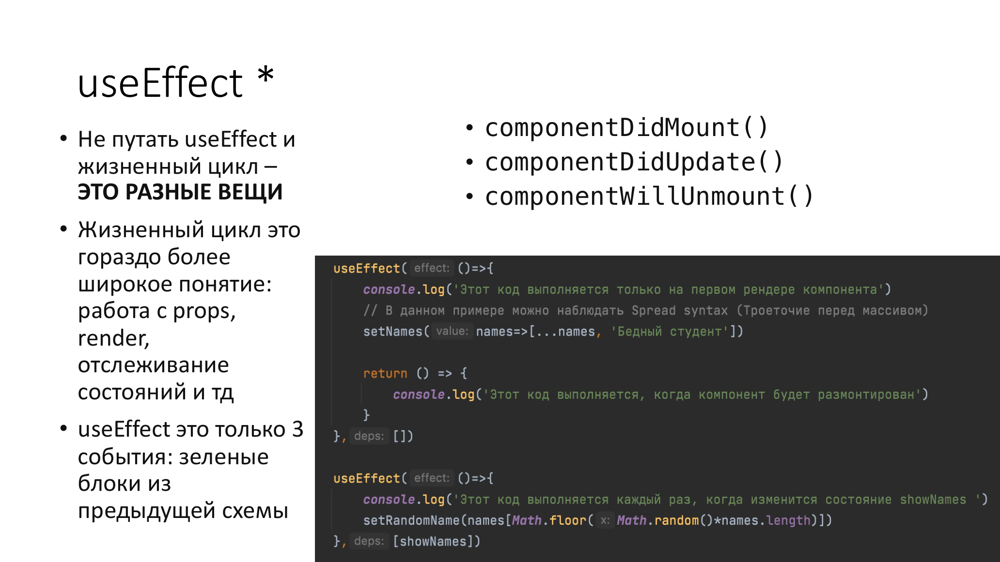 useEffect *
• Не путать useEffect и
жизненный цикл –
ЭТО РАЗНЫЕ ВЕЩИ
• Жизненный цикл это
гораздо более
широкое понятие:
работа с props,
render,
отслеживание
состояний и тд
• useEffect это только 3
события: зеленые
блоки из
предыдущей схемы
• componentDidMount()
• componentDidUpdate()
• componentWillUnmount()
useEffect( effect: ()=>{
    console.log('Этот код выполняется только на первом рендере компонента')
    // В данном примере можно наблюдать Spread syntax (Троеточие перед массивом)
    setNames( value: names=>[...names, 'Бедный студент'])
    return () => {
        console.log('Этот код выполняется, когда компонент будет размонтирован')
    }
}, deps: [])
useEffect( effect: ()=>{
    console.log('Этот код выполняется каждый раз, когда изменится состояние showNames ')
    setRandomName(names[Math.floor( x: Math.random()*names.length)])
}, deps: [showNames])